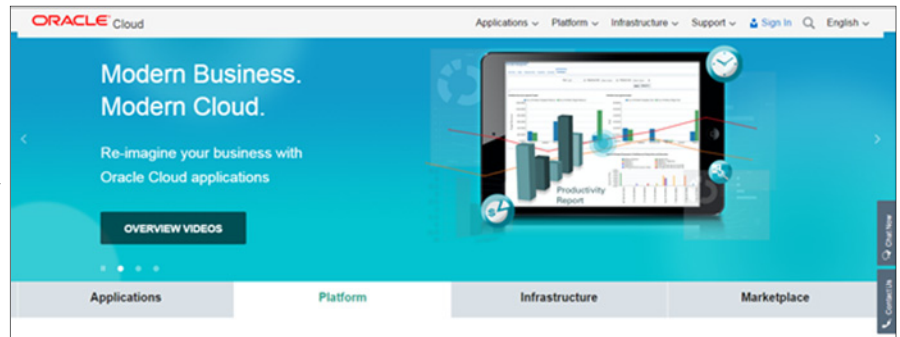 ORACLE Cloud
Applications Platform Infrastructure Support Sign In English
Modern Business.
Modern Cloud.
Re-imagine your business with
Oracle Cloud applications
OVERVIEW VIDEOS
Productivity
Report
Chat Now
Contact Us
Applications Platform Infrastructure Marketplace